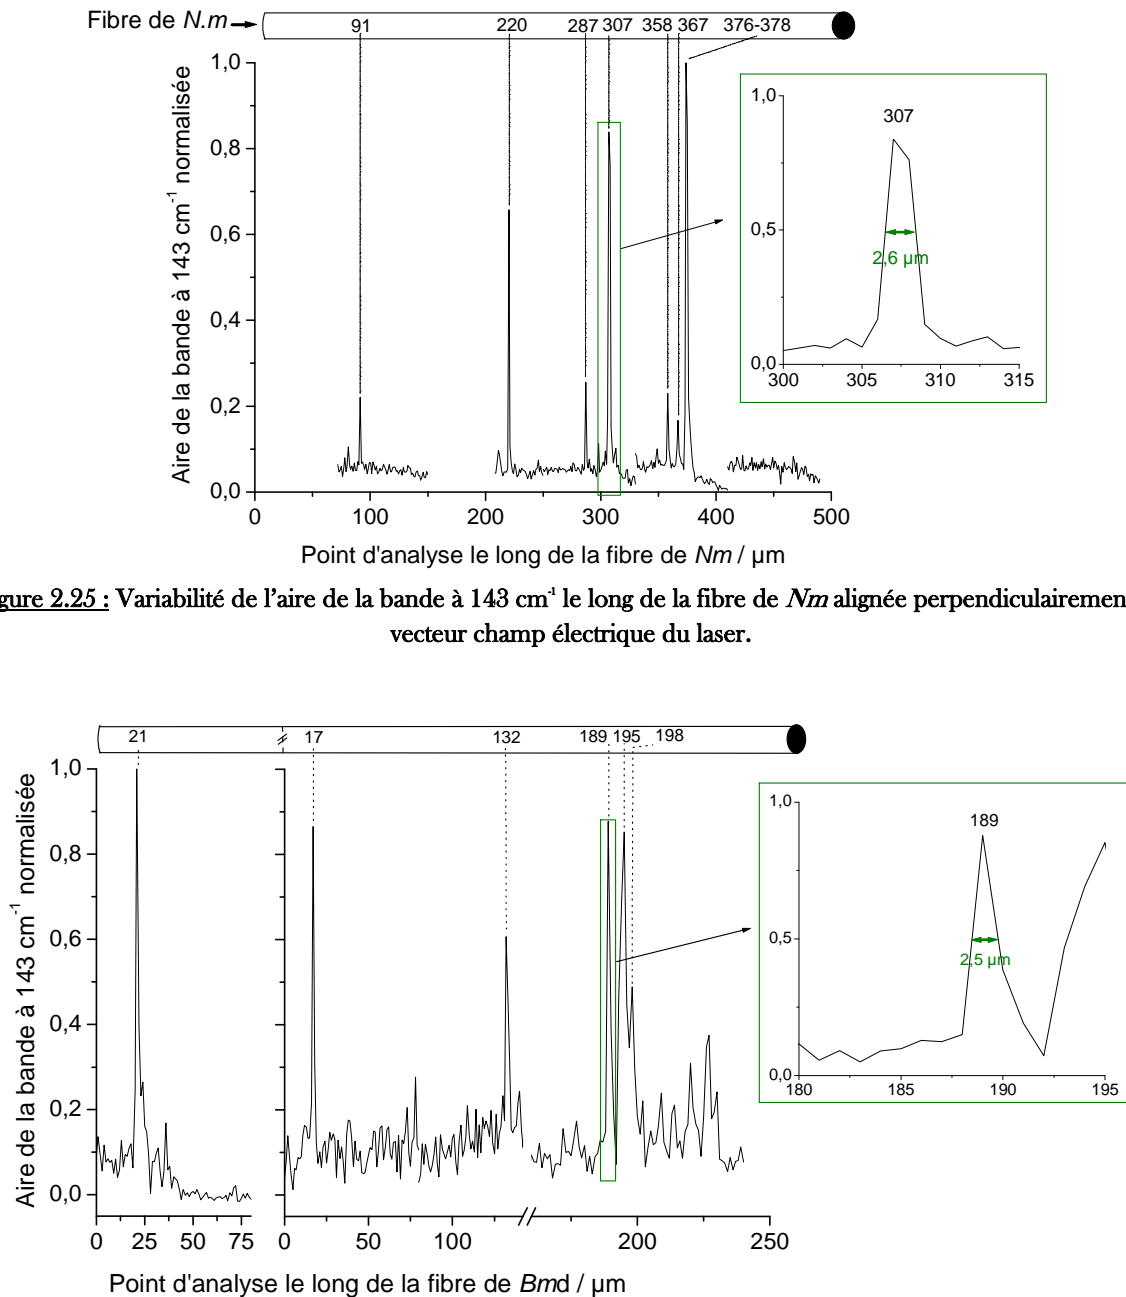 Fibre de N.m
91 220 287 307 358 367 376-378
1,0
0,8
0,6
0,4
0,2
0,0
Aire de la bande à 143 cm⁻¹ normalisée
0 100 200 300 400 500
Point d'analyse le long de la fibre de Nm / µm
1,0
0,5
0,0
307
2,6 µm
300 305 310 315
gure 2.25 : Variabilité de l'aire de la bande à 143 cm⁻¹ le long de la fibre de Nm alignée perpendiculairemen
vecteur champ électrique du laser.
21 17 132 189 195 198
1,0
0,8
0,6
0,4
0,2
0,0
Aire de la bande à 143 cm⁻¹ normalisée
0 25 50 75 0 50 100 200 250
Point d'analyse le long de la fibre de Bmd / µm
1,0
0,5
0,0
189
2,5 µm
180 185 190 195